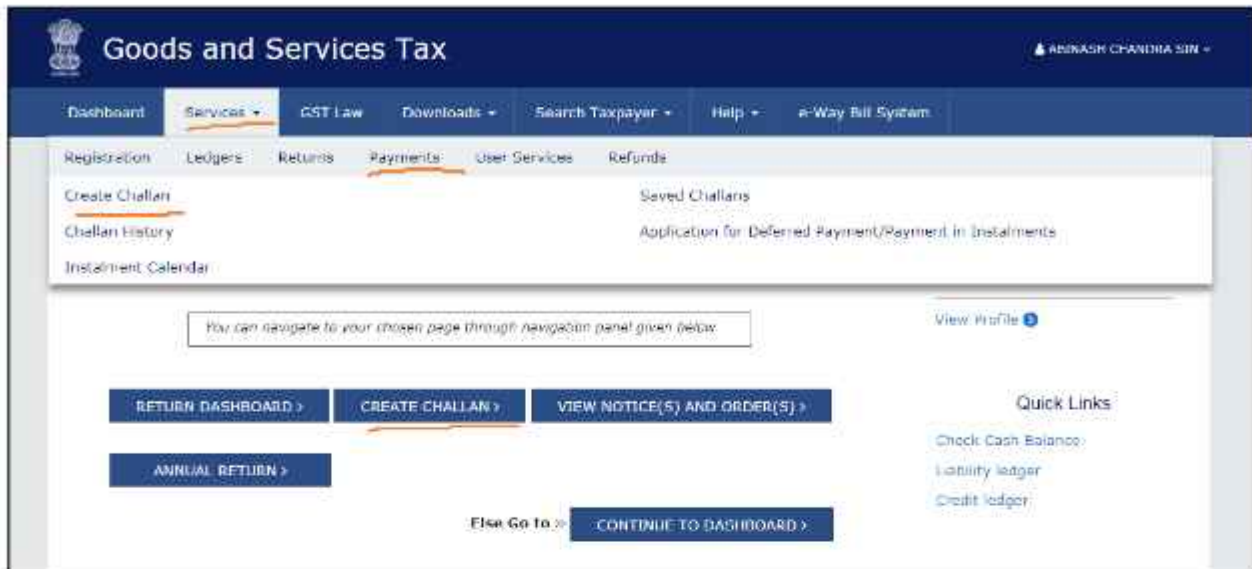 Goods and Services Tax
ABINASH CHANDRA SIN
Dashboard Services GST Law Downloads Search Taxpayer Help e-Way Bill System
Registration Ledgers Returns Payments User Services Refunds
Create Challan Saved Challans
Challan History Application for Deferred Payment/Payment in Instalments
Instalment Calendar
You can navigate to your chosen page through navigation panel given below
View Profile
RETURN DASHBOARD > CREATE CHALLAN > VIEW NOTICE(S) AND ORDER(S) >
Quick Links
Check Cash Balance
ANNUAL RETURN >
Liability ledger
Credit ledger
Else Go to » CONTINUE TO DASHBOARD >